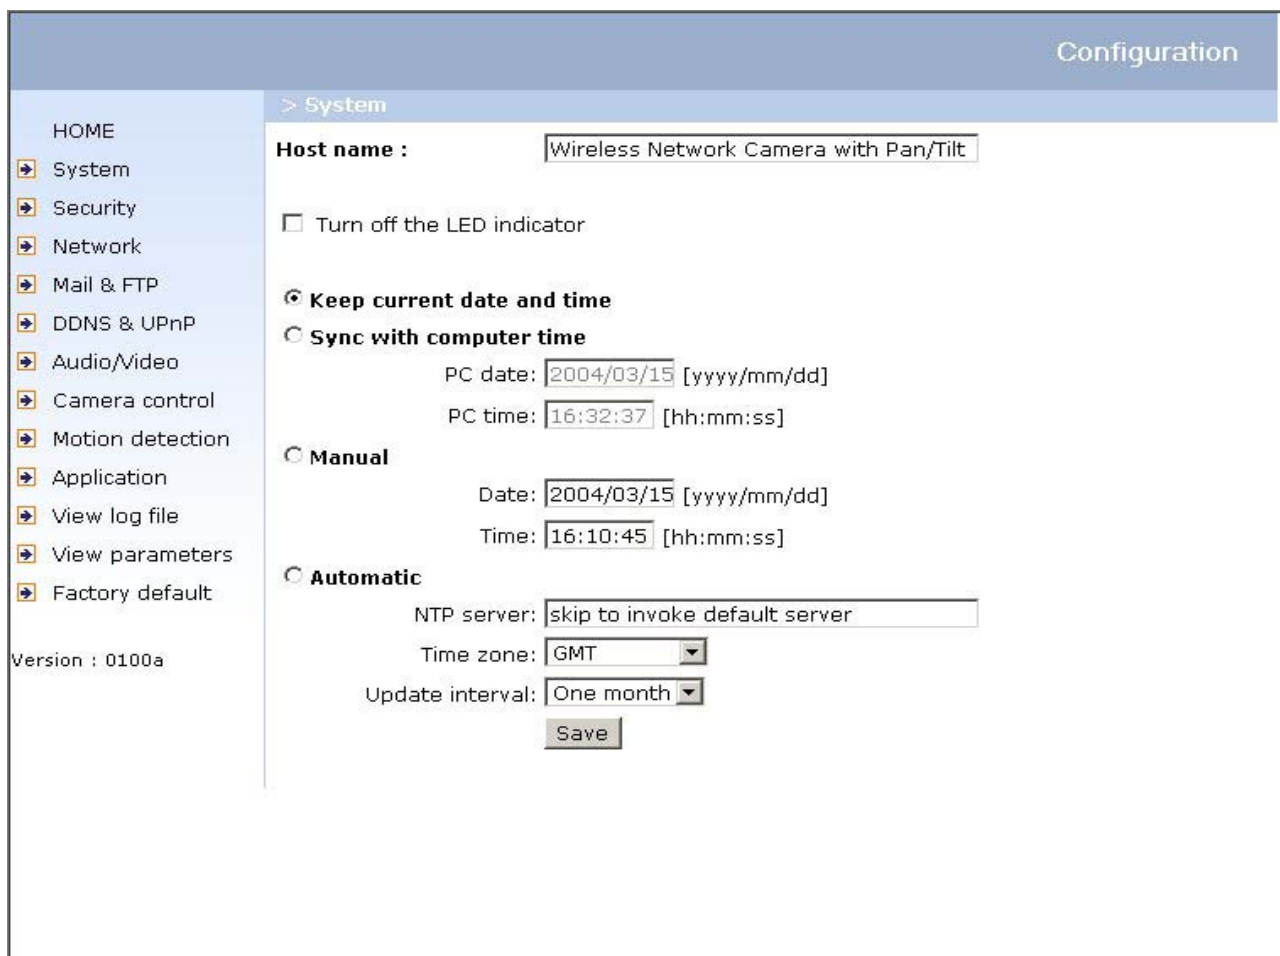 Configuration
> System
HOME
System
Security
Network
Mail & FTP
DDNS & UPnP
Audio/Video
Camera control
Motion detection
Application
View log file
View parameters
Factory default
Version : 0100a
Host name : Wireless Network Camera with Pan/Tilt
Turn off the LED indicator
Keep current date and time
Sync with computer time
PC date: 2004/03/15 [yyyy/mm/dd]
PC time: 16:32:37 [hh:mm:ss]
Manual
Date: 2004/03/15 [yyyy/mm/dd]
Time: 16:10:45 [hh:mm:ss]
Automatic
NTP server: skip to invoke default server
Time zone: GMT
Update interval: One month
Save